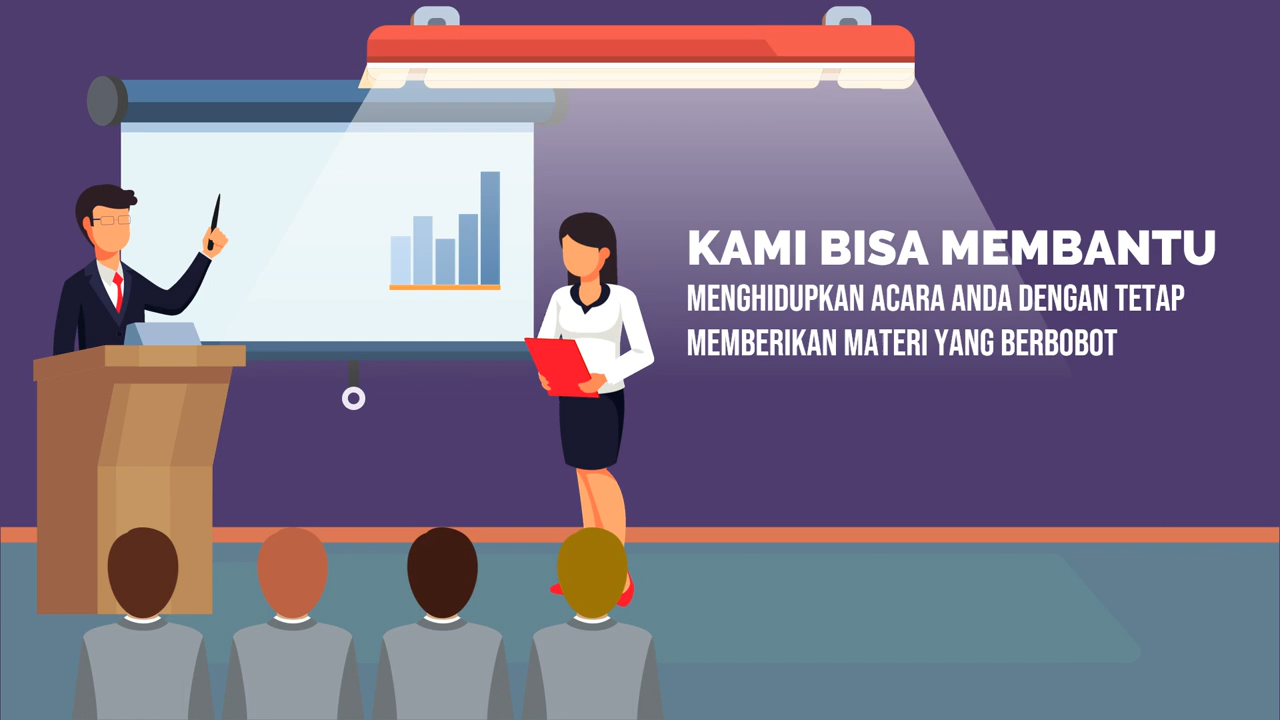 KAMI BISA MEMBANTU
MENGHIDUPKAN ACARA ANDA DENGAN TETAP
MEMBERIKAN MATERI YANG BERBOBOT